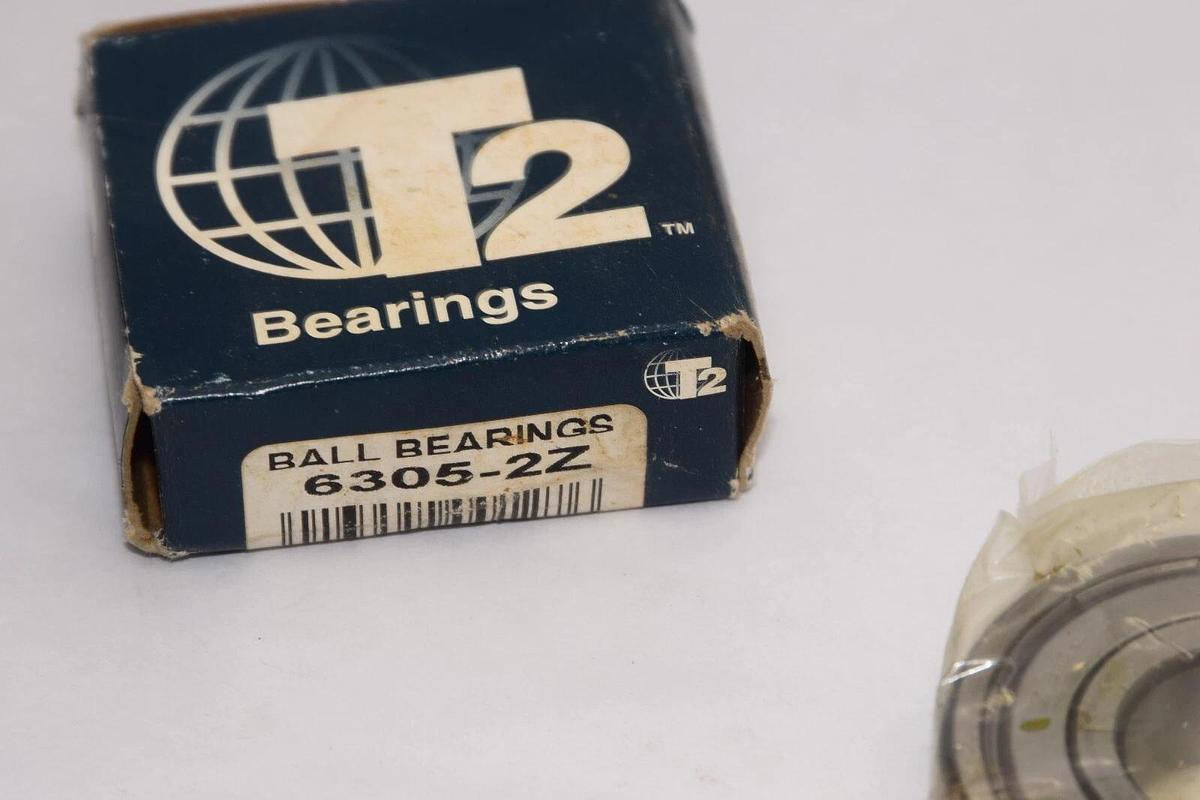 T2 ™
Bearings
T2
BALL BEARINGS
6305-2Z